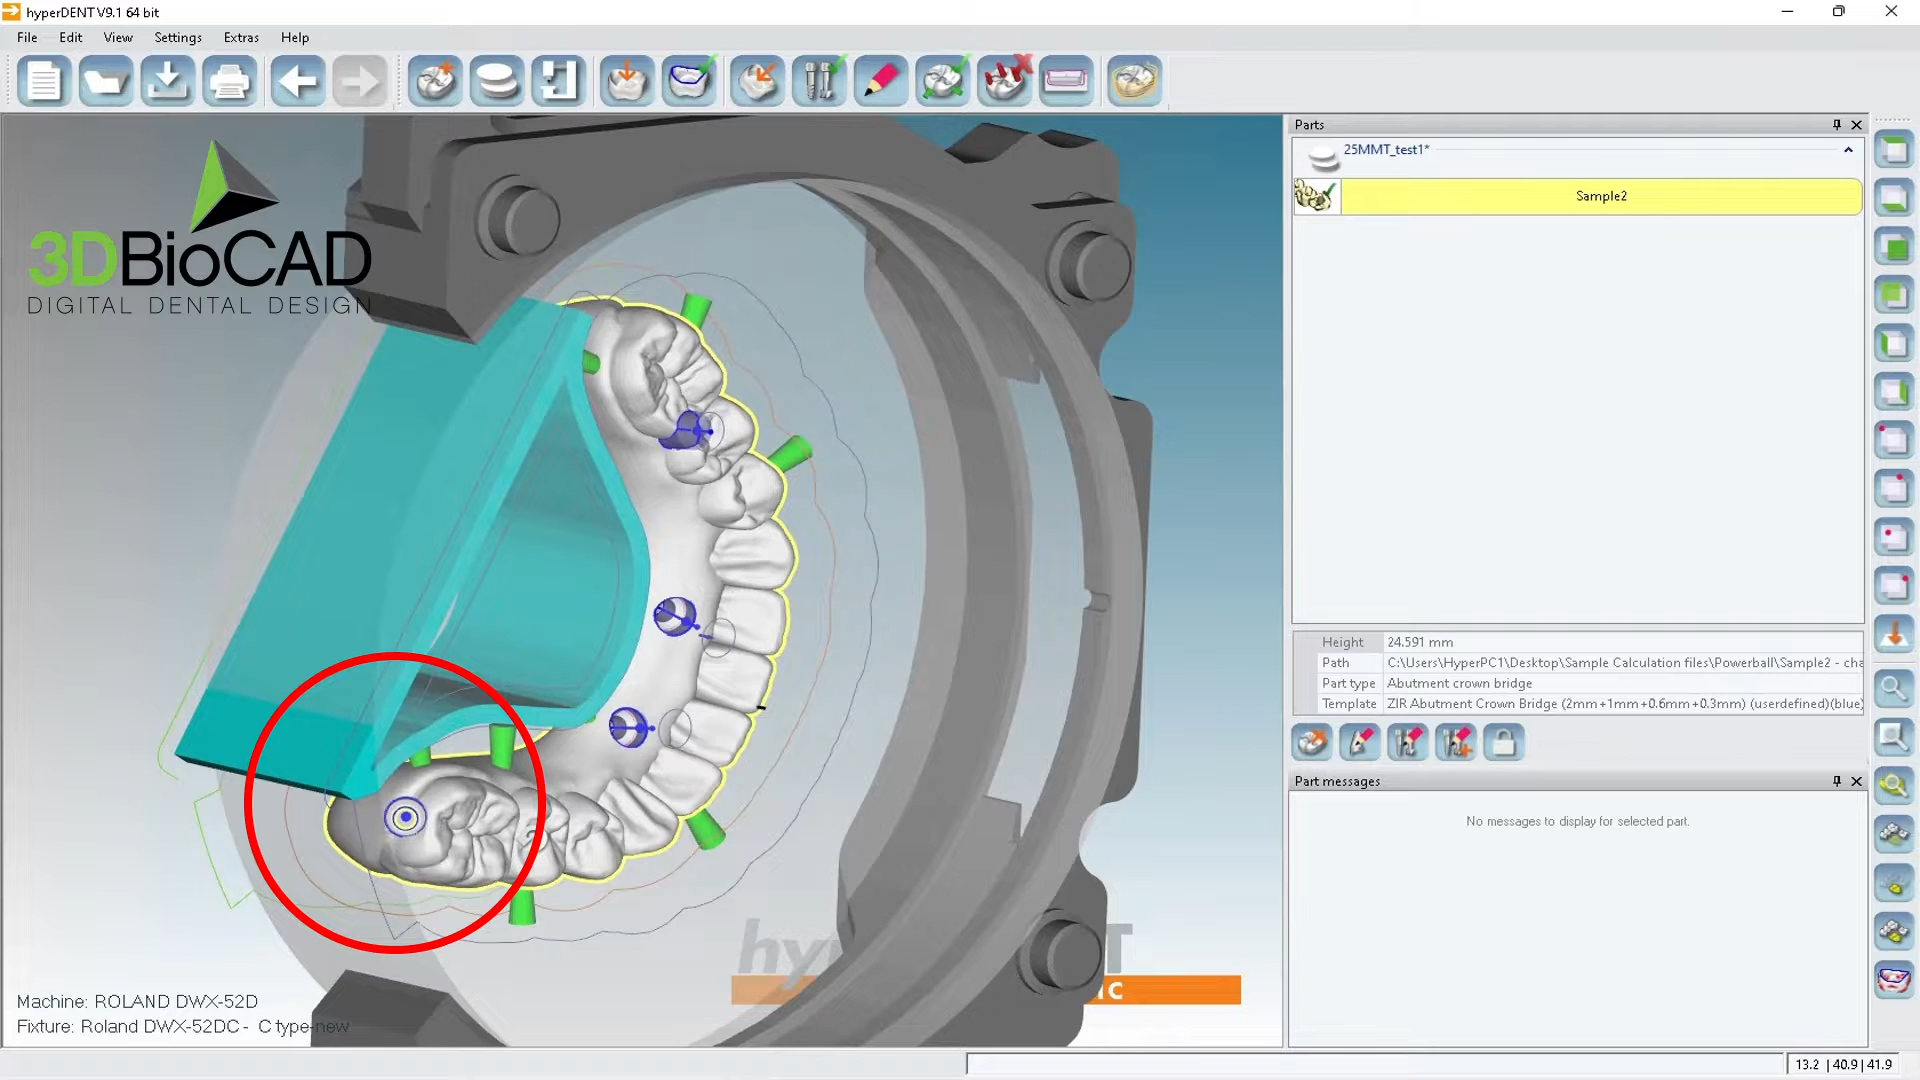 hyperDENT V9.1 64 bit
File Edit View Settings Extras Help
3DBioCAD
DIGITAL DENTAL DESIGN
Parts
25MMT_test1*
Sample2
Height 24.591 mm
Path C:\Users\HyperPC1\Desktop\Sample Calculation files\Powerball\Sample2 - cha
Part type Abutment crown bridge
Template ZIR Abutment Crown Bridge (2mm+1mm+0.6mm+0.3mm) (userdefined)(blue)
Part messages
No messages to display for selected part.
Machine: ROLAND DWX-52D
Fixture: Roland DWX-52DC - C type-new
13.2 | 40.9 | 41.9